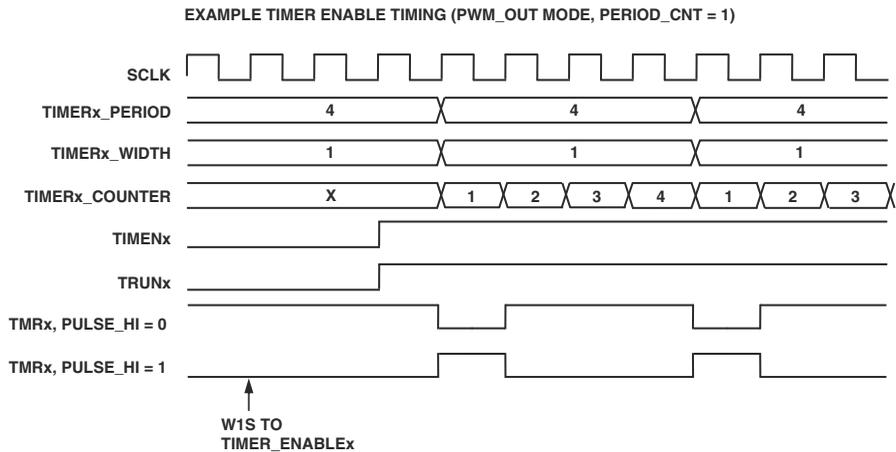 EXAMPLE TIMER ENABLE TIMING (PWM_OUT MODE, PERIOD_CNT = 1)
SCLK
TIMERx_PERIOD 4 4 4
TIMERx_WIDTH 1 1 1
TIMERx_COUNTER X 1 2 3 4 1 2 3
TIMENx
TRUNx
TMRx, PULSE_HI = 0
TMRx, PULSE_HI = 1
W1S TO
TIMER_ENABLEx